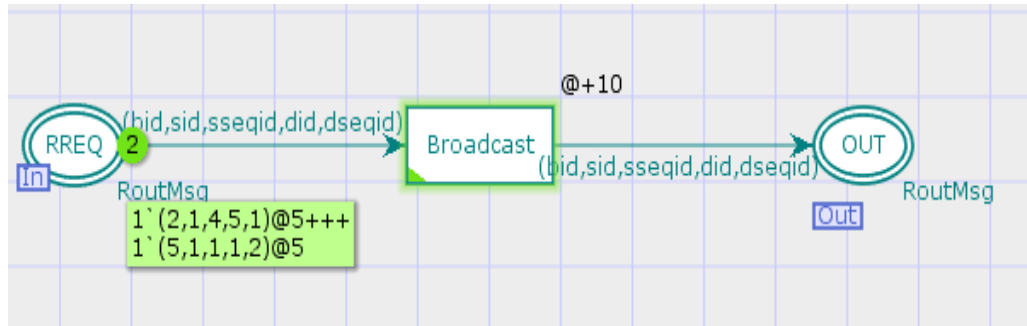 @+10
(bid,sid,sseqid,did,dseqid)
RREQ
2
Broadcast
OUT
(bid,sid,sseqid,did,dseqid)
In
RoutMsg
RoutMsg
1`(2,1,4,5,1)@5+++
1`(5,1,1,1,2)@5
Out